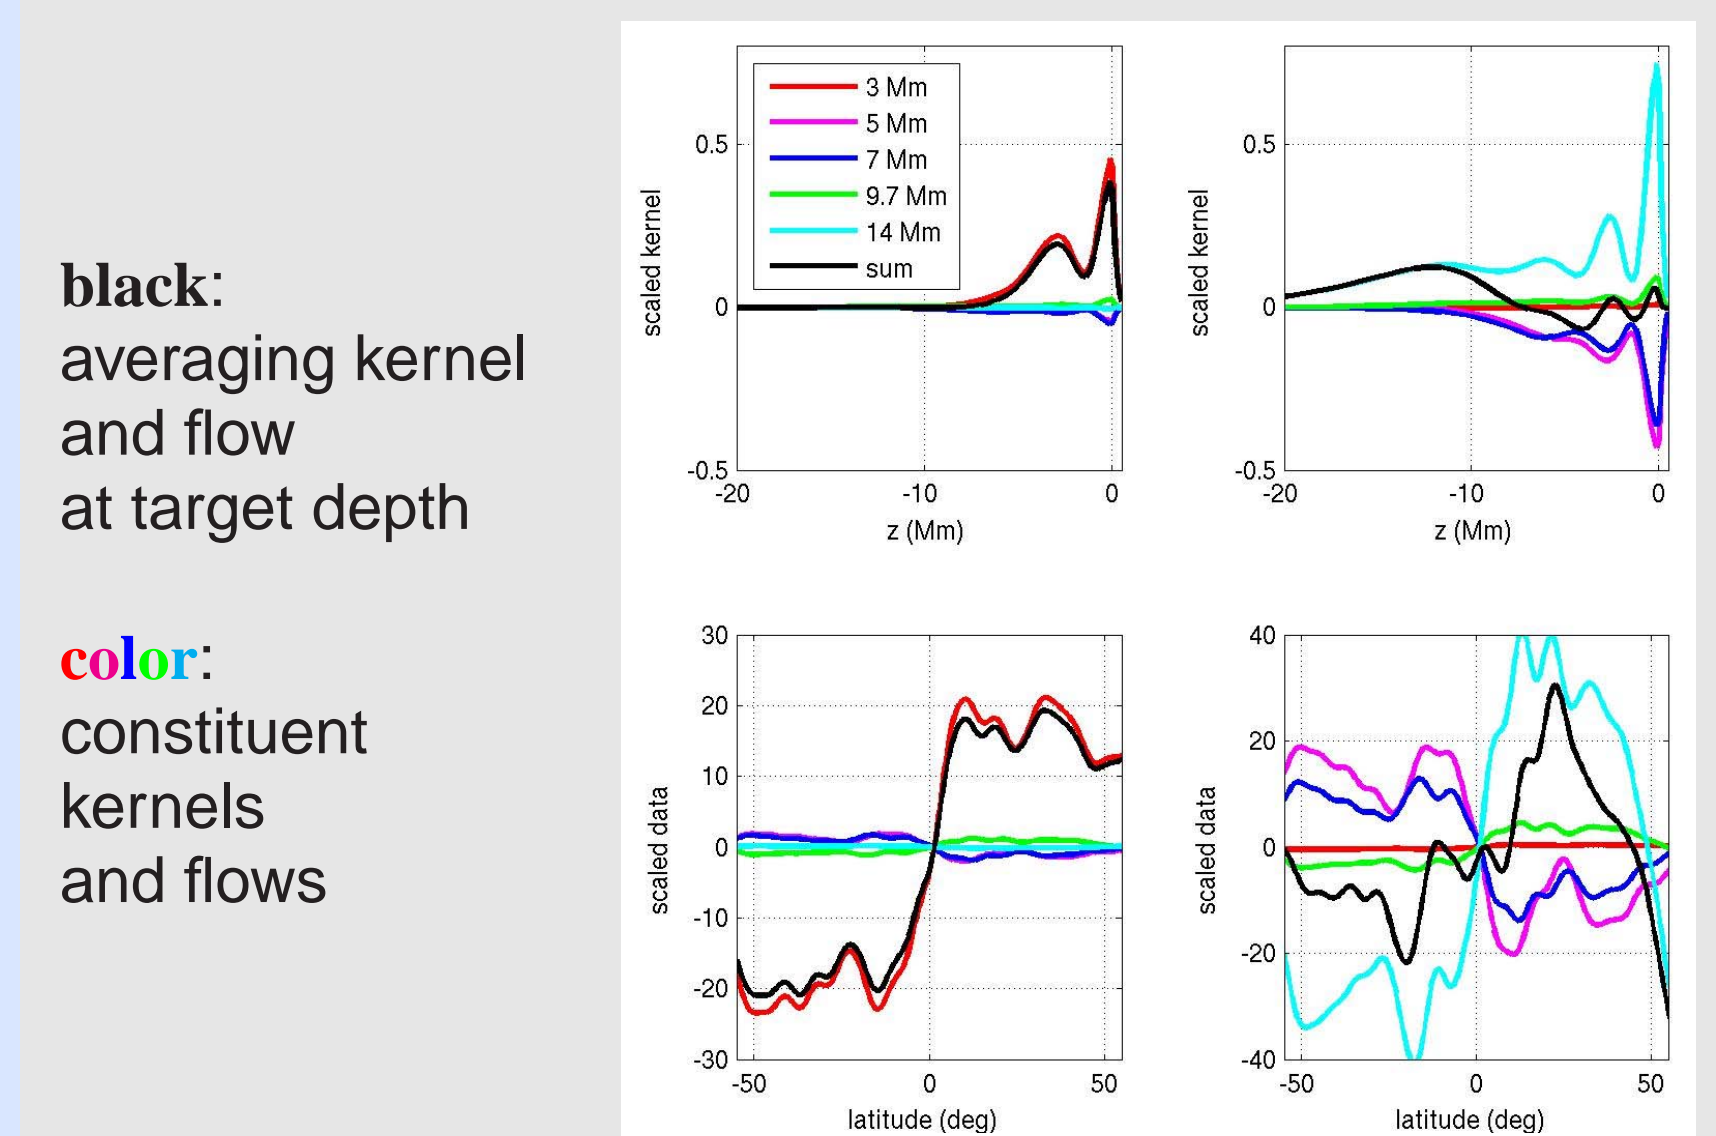 black:
averaging kernel
and flow
at target depth
color:
constituent
kernels
and flows
3 Mm
5 Mm
7 Mm
9.7 Mm
14 Mm
sum
0.5
0
-0.5
-20
-10
0
scaled kernel
z (Mm)
0.5
0
-0.5
-20
-10
0
scaled kernel
z (Mm)
30
20
10
0
-10
-20
-30
-50
0
50
scaled data
latitude (deg)
40
20
0
-20
-40
-50
0
50
scaled data
latitude (deg)